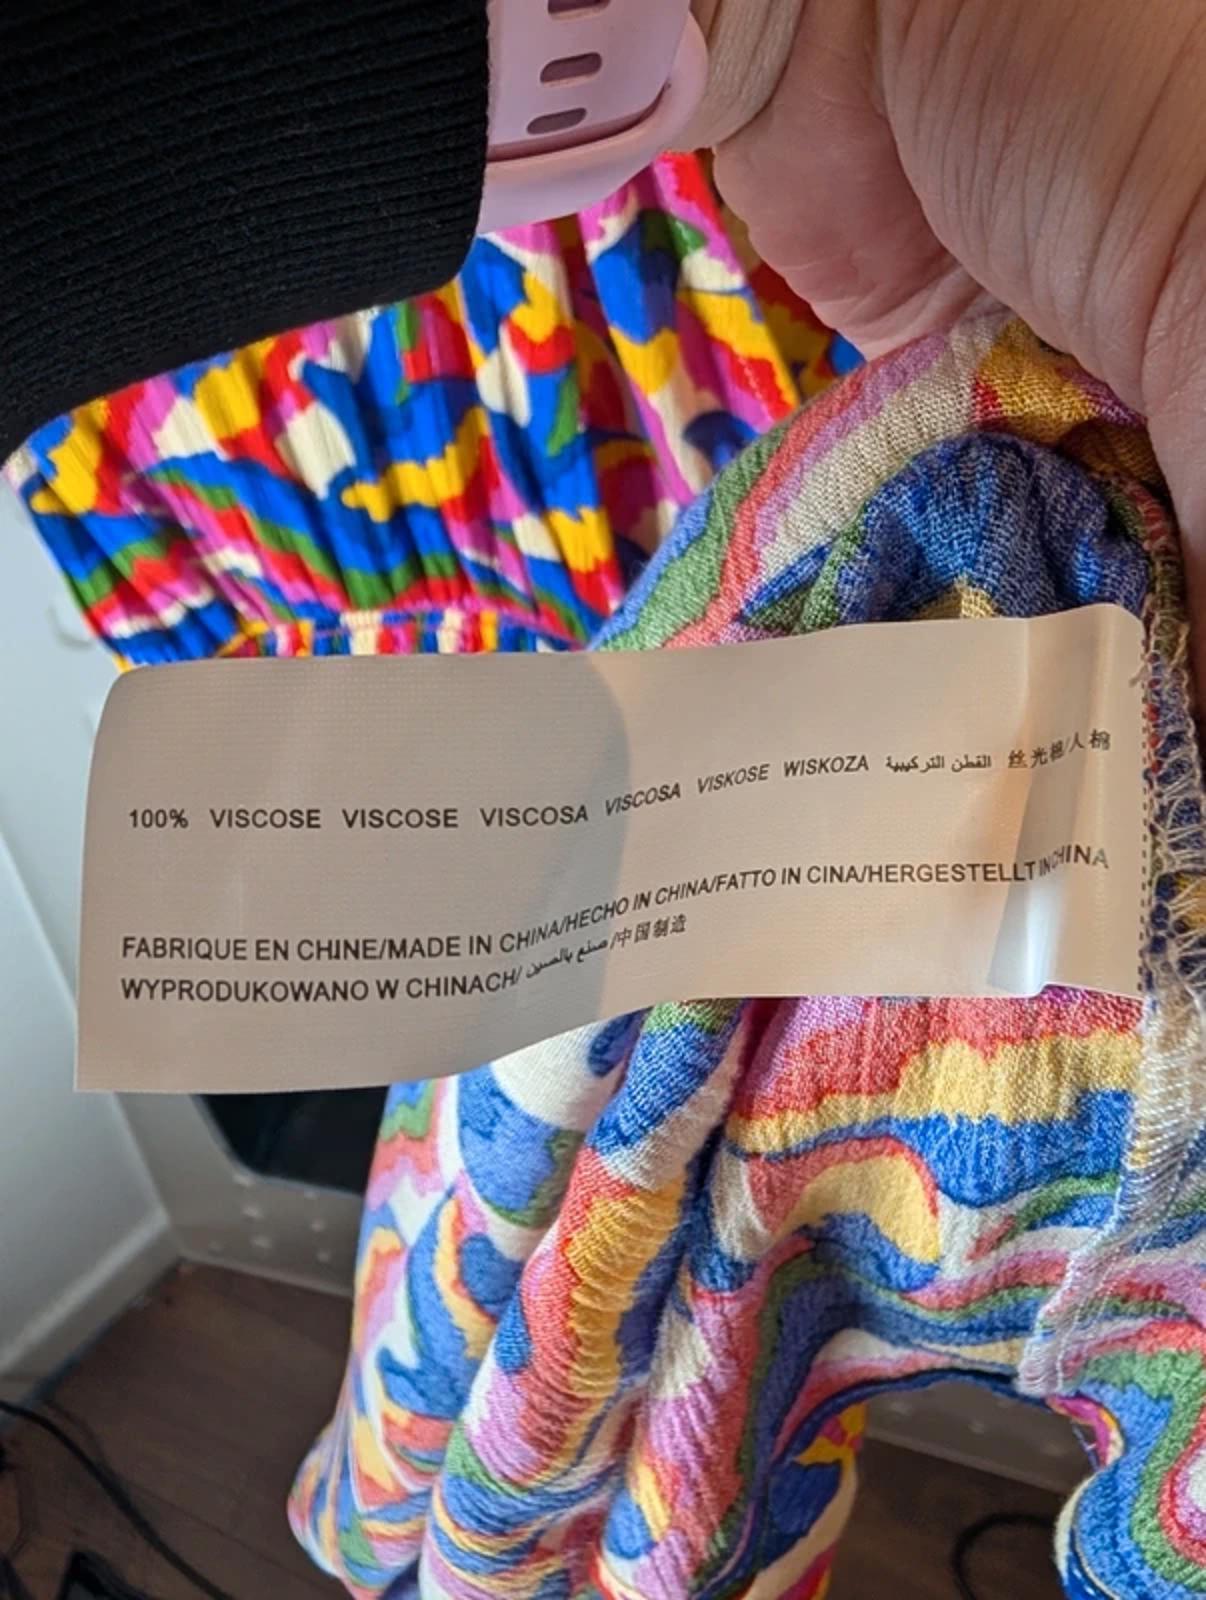 100% VISCOSE VISCOSE VISCOSA VISCOSA VISKOSE WISKOZA القطن التركيبية 丝光棉/人棉
FABRIQUE EN CHINE/MADE IN CHINA/HECHO IN CHINA/FATTO IN CINA/HERGESTELLT IN CHINA
WYPRODUKOWANO W CHINACH/ صنع بالصين /中国制造